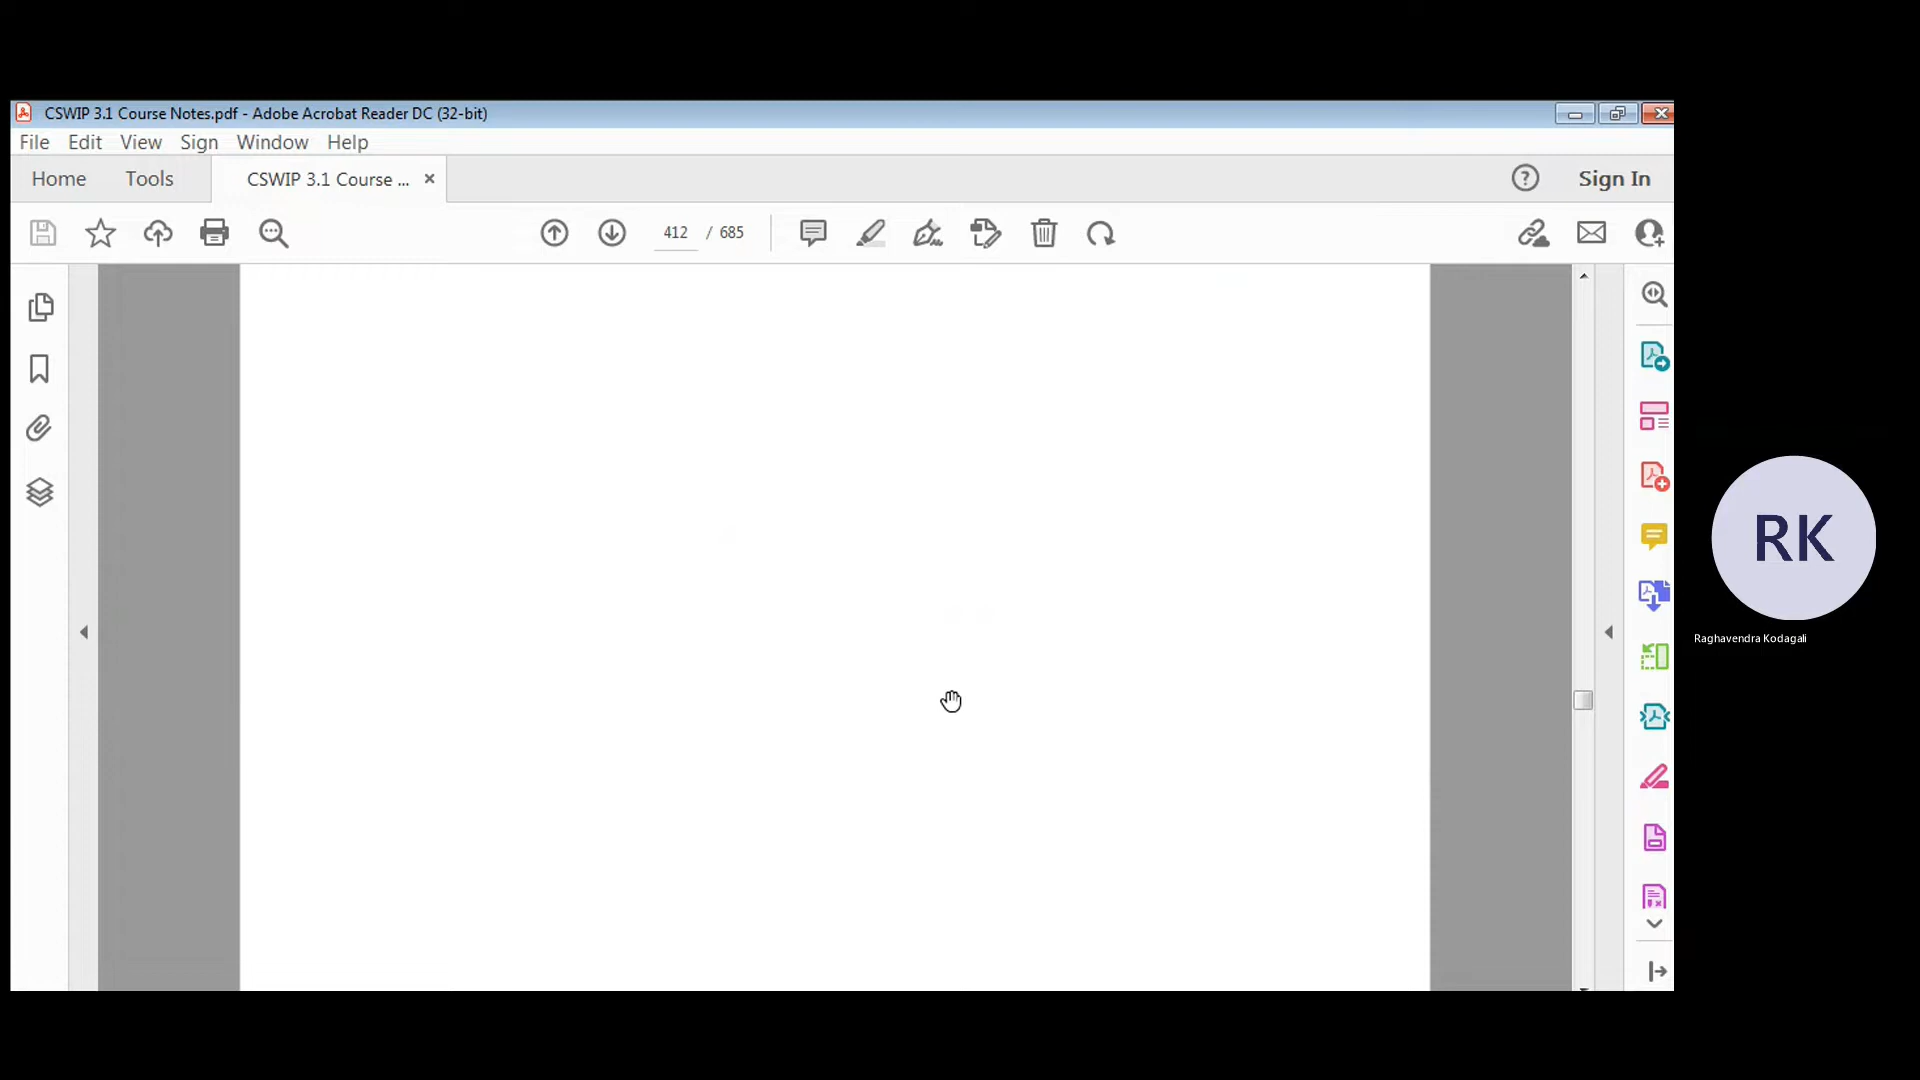 CSWIP 3.1 Course Notes.pdf - Adobe Acrobat Reader DC (32-bit)
File Edit View Sign Window Help
Home Tools CSWIP 3.1 Course ... × Sign In
412 / 685
RK
Raghavendra Kodagali